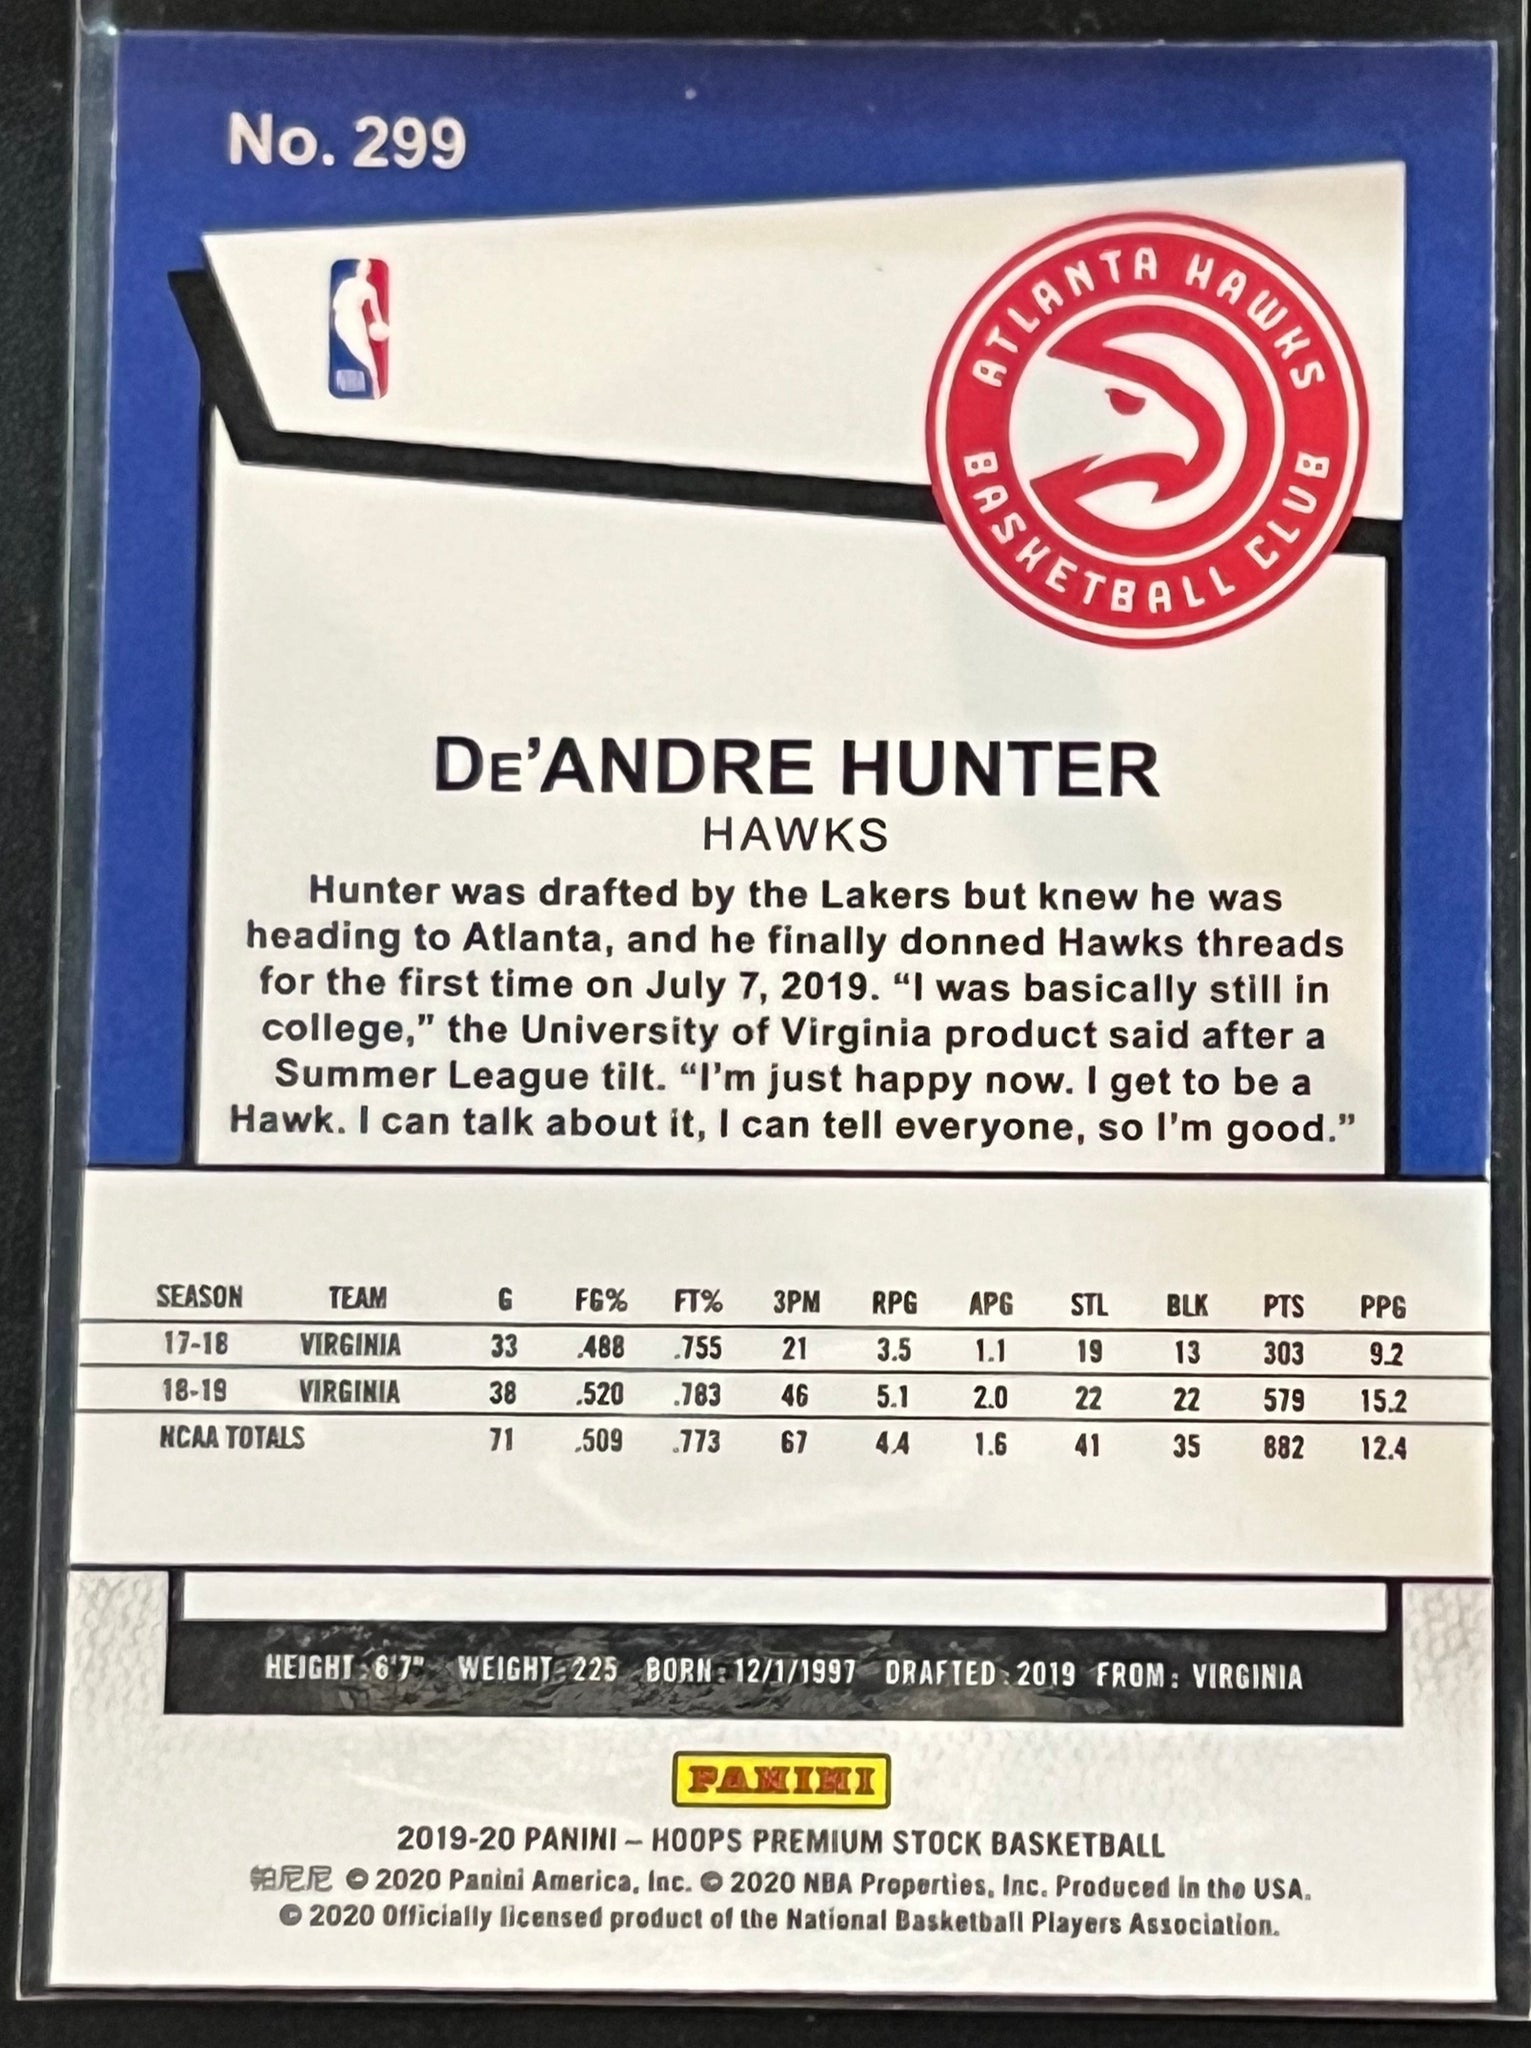 No. 299
ATLANTA HAWKS
BASKETBALL CLUB
DE'ANDRE HUNTER
HAWKS
Hunter was drafted by the Lakers but knew he was
heading to Atlanta, and he finally donned Hawks threads
for the first time on July 7, 2019. “I was basically still in
college,” the University of Virginia product said after a
Summer League tilt. “I'm just happy now. I get to be a
Hawk. I can talk about it, I can tell everyone, so I'm good.”
SEASON TEAM G FG% FT% 3PM RPG APG STL BLK PTS PPG
17-18 VIRGINIA 33 .488 .755 21 3.5 1.1 19 13 303 9.2
18-19 VIRGINIA 38 .520 .783 46 5.1 2.0 22 22 579 15.2
NCAA TOTALS 71 .509 .773 67 4.4 1.6 41 35 882 12.4
HEIGHT: 6'7" WEIGHT: 225 BORN: 12/1/1997 DRAFTED: 2019 FROM: VIRGINIA
PANINI
2019-20 PANINI – HOOPS PREMIUM STOCK BASKETBALL
帕尼尼 © 2020 Panini America, Inc. © 2020 NBA Properties, Inc. Produced in the USA.
© 2020 Officially licensed product of the National Basketball Players Association.